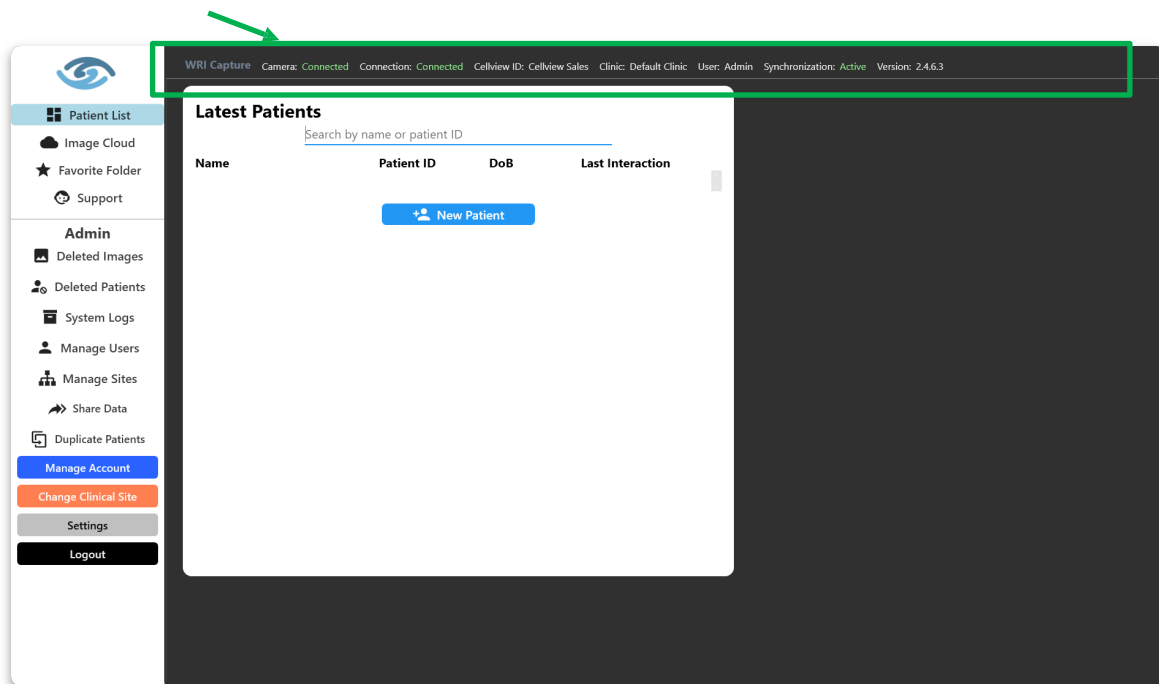 WRI Capture Camera: Connected Connection: Connected Cellview ID: Cellview Sales Clinic: Default Clinic User: Admin Synchronization: Active Version: 2.4.6.3
Patient List
Image Cloud
Favorite Folder
Support
Admin
Deleted Images
Deleted Patients
System Logs
Manage Users
Manage Sites
Share Data
Duplicate Patients
Manage Account
Change Clinical Site
Settings
Logout
Latest Patients
Search by name or patient ID
Name Patient ID DoB Last Interaction
New Patient